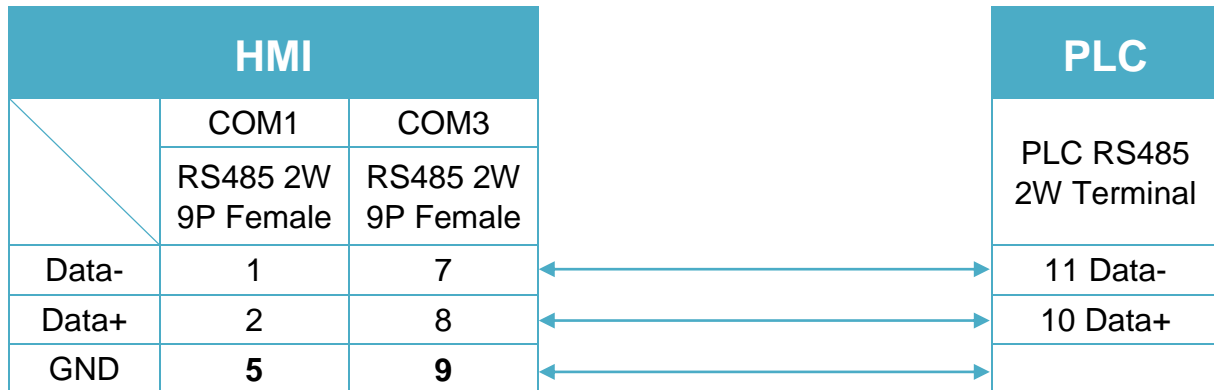 HMI
PLC
COM1 COM3
RS485 2W RS485 2W
9P Female 9P Female
PLC RS485
2W Terminal
Data- 1 7 11 Data-
Data+ 2 8 10 Data+
GND 5 9